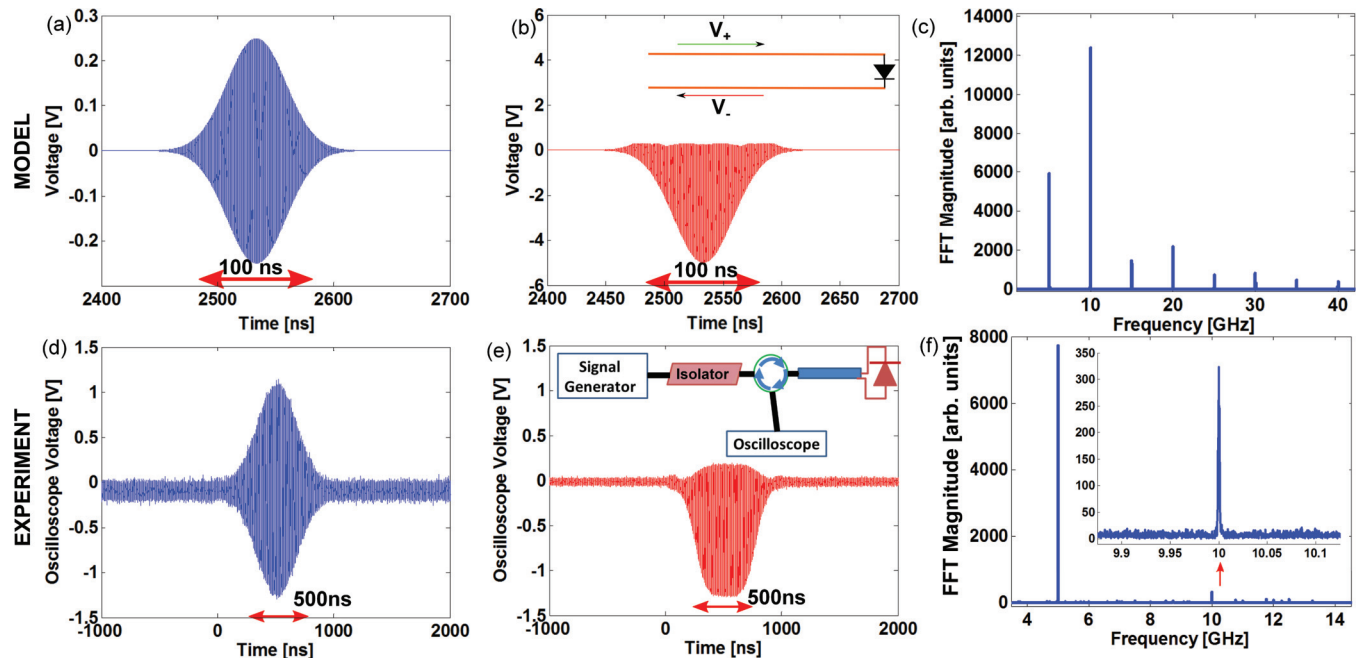 MODEL
(a)
Voltage [V]
0.3
0.2
0.1
0
-0.1
-0.2
100 ns
2400
2500
2600
2700
Time [ns]
(b)
Voltage [V]
6
4
2
0
-2
-4
-6
V+
V-
100 ns
2400 2450 2500 2550 2600 2650 2700
Time [ns]
(c)
FFT Magnitude [arb. units]
14000
12000
10000
8000
6000
4000
2000
0
10
20
30
40
Frequency [GHz]
EXPERIMENT
(d)
Oscilloscope Voltage [V]
1.5
1
0.5
0
-0.5
-1
-1.5
500ns
-1000
0
1000
2000
Time [ns]
(e)
Oscilloscope Voltage [V]
1.5
1
0.5
0
-0.5
-1
-1.5
Signal
Generator
Isolator
Oscilloscope
500ns
-1000
0
1000
2000
Time [ns]
(f)
FFT Magnitude [arb. units]
8000
6000
4000
2000
0
350
300
250
200
150
100
50
0
9.9 9.95 10 10.05 10.1
4 6 8 10 12 14
Frequency [GHz]